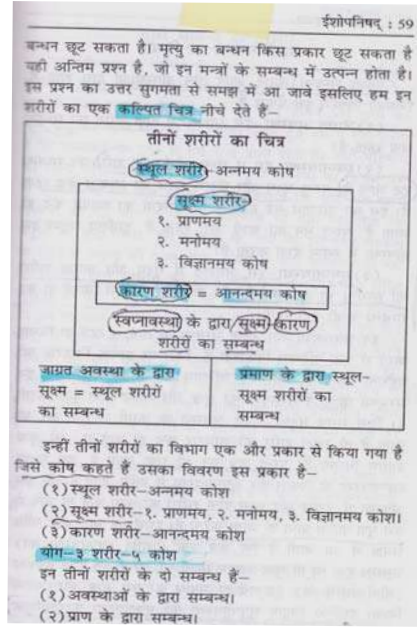 ईशोपनिषद् : 59
बन्धन छूट सकता है। मृत्यु का बन्धन किस प्रकार छूट सकता है
यही अन्तिम प्रश्न है, जो इन मन्त्रों के सम्बन्ध में उत्पन्न होता है।
इस प्रश्न का उत्तर सुगमता से समझ में आ जावे इसलिए हम इन
शरीरों का एक कल्पित चित्र नीचे देते हैं–
तीनों शरीरों का चित्र
स्थूल शरीर-अन्नमय कोष
सूक्ष्म शरीर-
१. प्राणमय
२. मनोमय
३. विज्ञानमय कोष
कारण शरीर = आनन्दमय कोष
स्वप्नावस्था के द्वारा सूक्ष्म-कारण
शरीरों का सम्बन्ध
जाग्रत अवस्था के द्वारा
सूक्ष्म = स्थूल शरीरों
का सम्बन्ध
प्रमाण के द्वारा स्थूल–
सूक्ष्म शरीरों का
सम्बन्ध
इन्हीं तीनों शरीरों का विभाग एक और प्रकार से किया गया है
जिसे कोष कहते हैं उसका विवरण इस प्रकार है–
(१) स्थूल शरीर-अन्नमय कोश
(२) सूक्ष्म शरीर-१. प्राणमय, २. मनोमय, ३. विज्ञानमय कोश।
(३) कारण शरीर-आनन्दमय कोश
योग-३ शरीर-५ कोश
इन तीनों शरीरों के दो सम्बन्ध हैं–
(१) अवस्थाओं के द्वारा सम्बन्ध।
(२) प्राण के द्वारा सम्बन्ध।